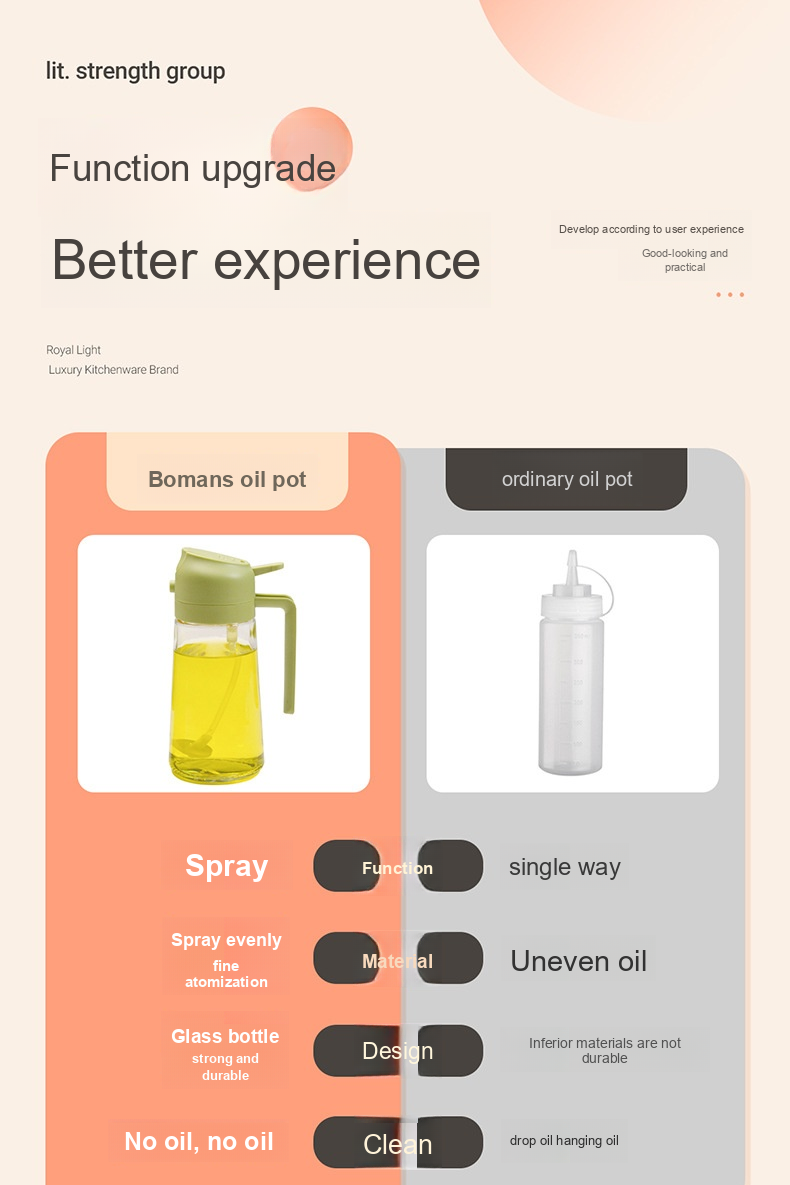 lit. strength group
Function upgrade
Better experience
Develop according to user experience
Good-looking and
practical
Royal Light
Luxury Kitchenware Brand
Bomans oil pot
ordinary oil pot
Spray
Function
single way
Spray evenly
fine
atomization
Material
Uneven oil
Glass bottle
strong and
durable
Design
Inferior materials are not
durable
No oil, no oil
Clean
drop oil hanging oil